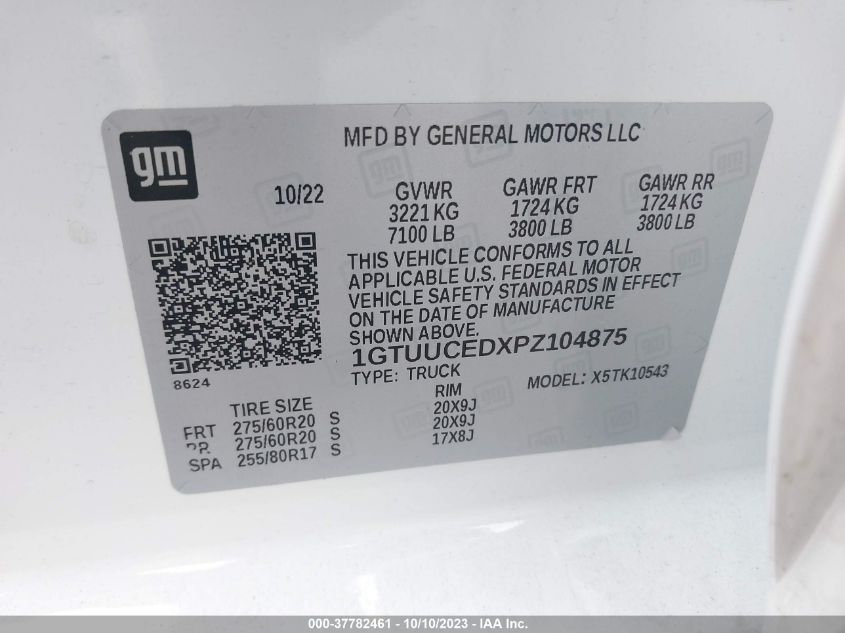 gm
MFD BY GENERAL MOTORS LLC
10/22
GVWR
3221 KG
7100 LB
GAWR FRT
1724 KG
3800 LB
GAWR RR
1724 KG
3800 LB
THIS VEHICLE CONFORMS TO ALL
APPLICABLE U.S. FEDERAL MOTOR
VEHICLE SAFETY STANDARDS IN EFFECT
ON THE DATE OF MANUFACTURE
SHOWN ABOVE.
1GTUUCEDXPZ104875
TYPE: TRUCK
MODEL: X5TK10543
8624
TIRE SIZE RIM
FRT 275/60R20 S 20X9J
RR 275/60R20 S 20X9J
SPA 255/80R17 S 17X8J
000-37782461 - 10/10/2023 - IAA Inc.